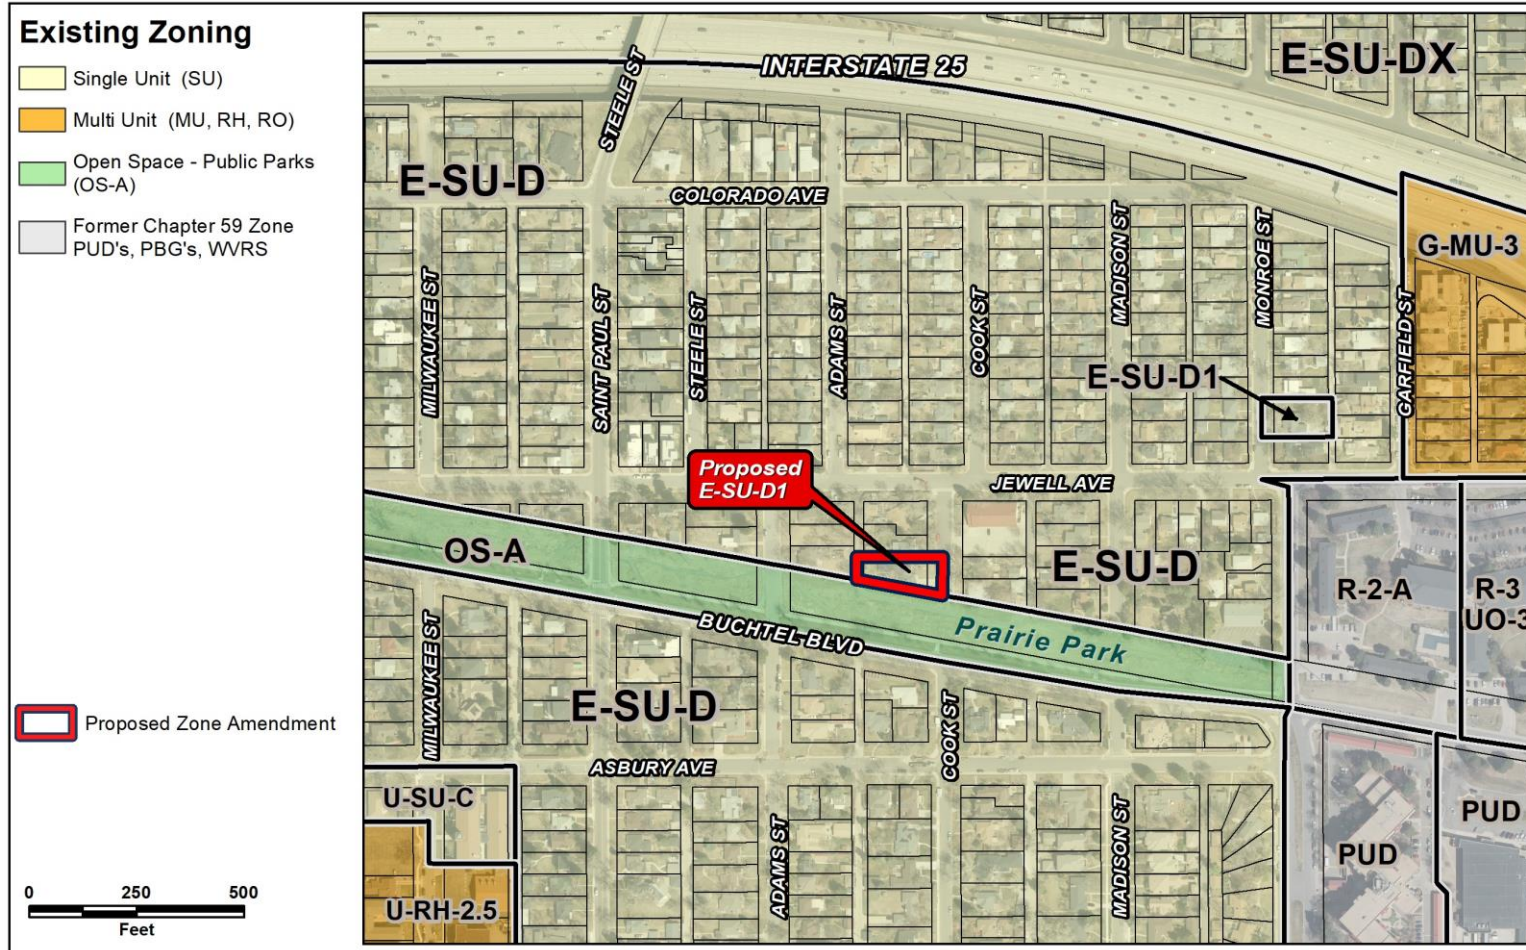 Existing Zoning
Single Unit  (SU)
Multi Unit  (MU, RH, RO)
Open Space - Public Parks
(OS-A)
Former Chapter 59 Zone
PUD's, PBG's, WVRS
Proposed Zone Amendment
0 250 500
Feet
INTERSTATE 25
E-SU-DX
STEELE ST
E-SU-D
COLORADO AVE
MADISON ST
MONROE ST
G-MU-3
MILWAUKEE ST
SAINT PAUL ST
STEELE ST
ADAMS ST
COOK ST
GARFIELD ST
E-SU-D1
Proposed
E-SU-D1
JEWELL AVE
OS-A
E-SU-D
R-2-A
R-3
UO-3
MILWAUKEE ST
BUCHTEL BLVD
Prairie Park
E-SU-D
COOK ST
ASBURY AVE
U-SU-C
PUD
ADAMS ST
MADISON ST
PUD
U-RH-2.5